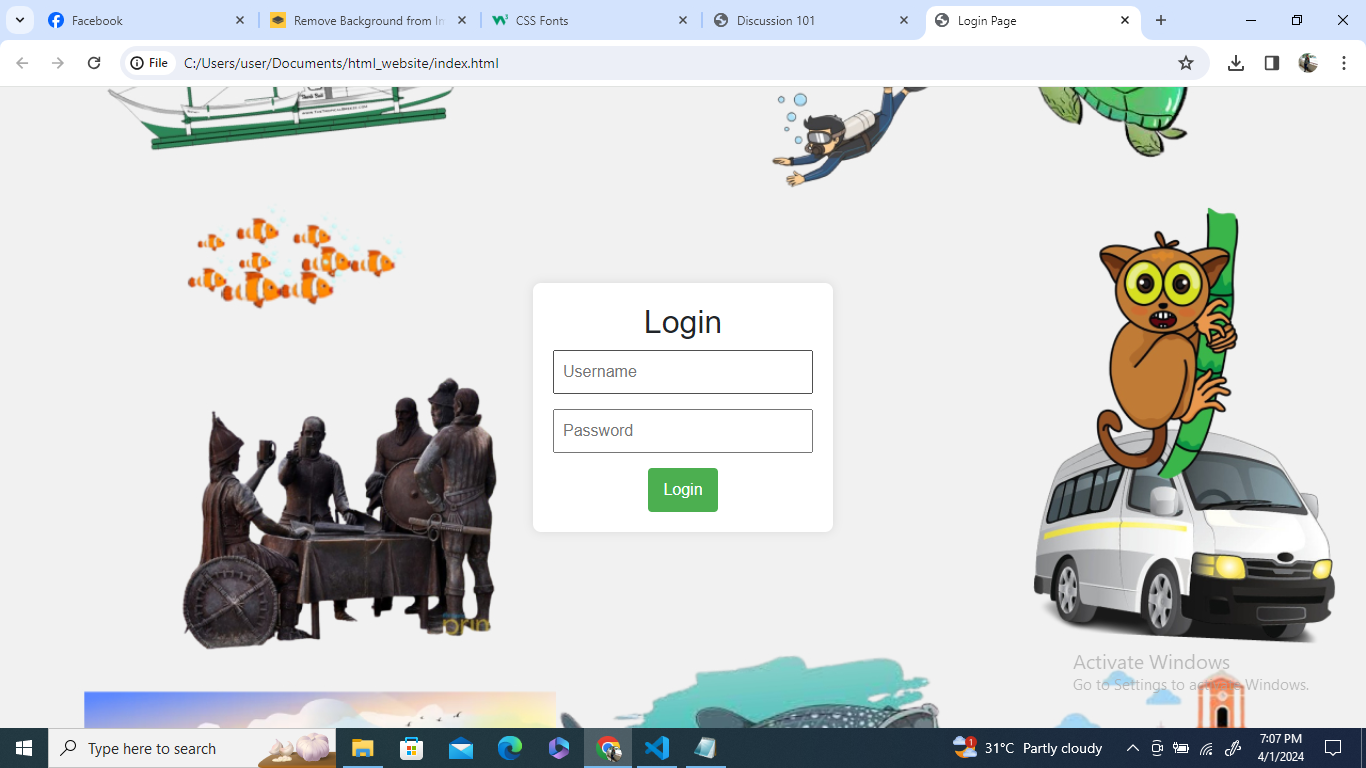 Facebook
Remove Background from In
CSS Fonts
Discussion 101
Login Page
File
C:/Users/user/Documents/html_website/index.html
Login
Username
Password
Login
Activate Windows
Go to Settings to activate Windows.
Type here to search
1
31°C Partly cloudy
7:07 PM
4/1/2024